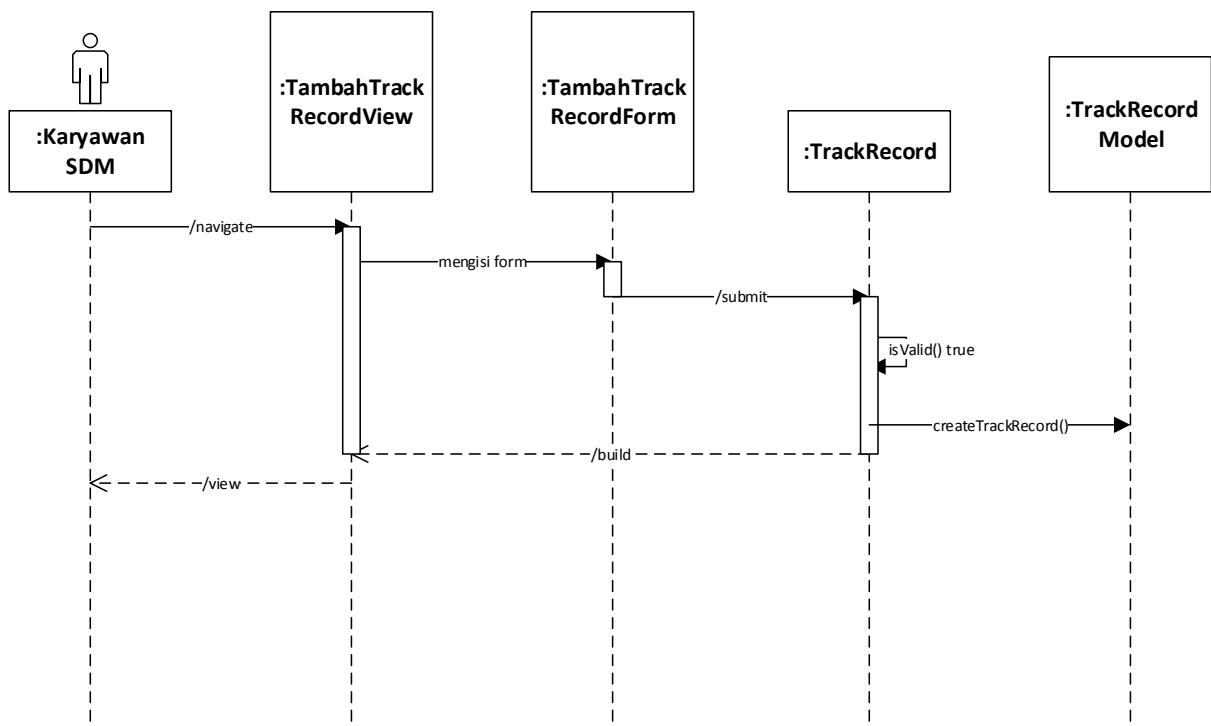 :Karyawan
SDM
:TambahTrack
RecordView
:TambahTrack
RecordForm
:TrackRecord
:TrackRecord
Model
/navigate
mengisi form
/submit
isValid() true
createTrackRecord()
/build
/view